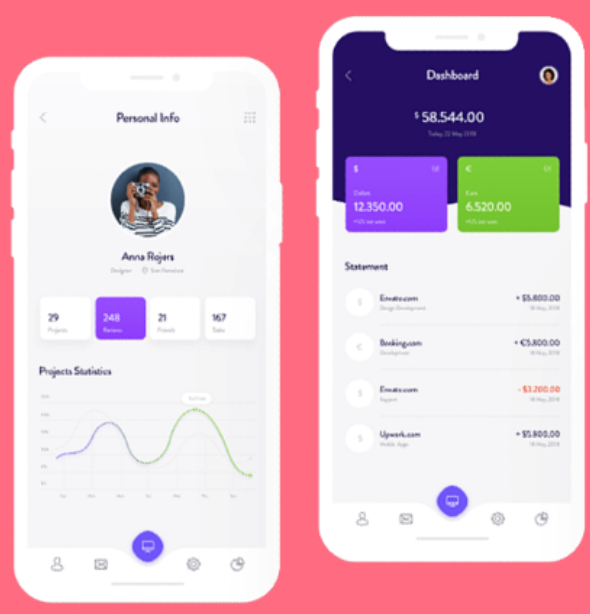 Personal Info
Anna Rojers
Designer
San Francisco
29
Projects
248
Reviews
21
Friends
167
Tasks
Projects Statistics
Dashboard
$ 58.544.00
Today, 22 May 2018
$
Dollars
12.350.00
€
Euro
6.520.00
Statement
$
Envato.com
Design Development
+ $5.800.00
18 May, 2018
€
Booking.com
Development
+ €5.800.00
18 May, 2018
$
Envato.com
Support
- $3.200.00
18 May, 2018
$
Upwork.com
Mobile Apps
+ $5.800.00
18 May, 2018